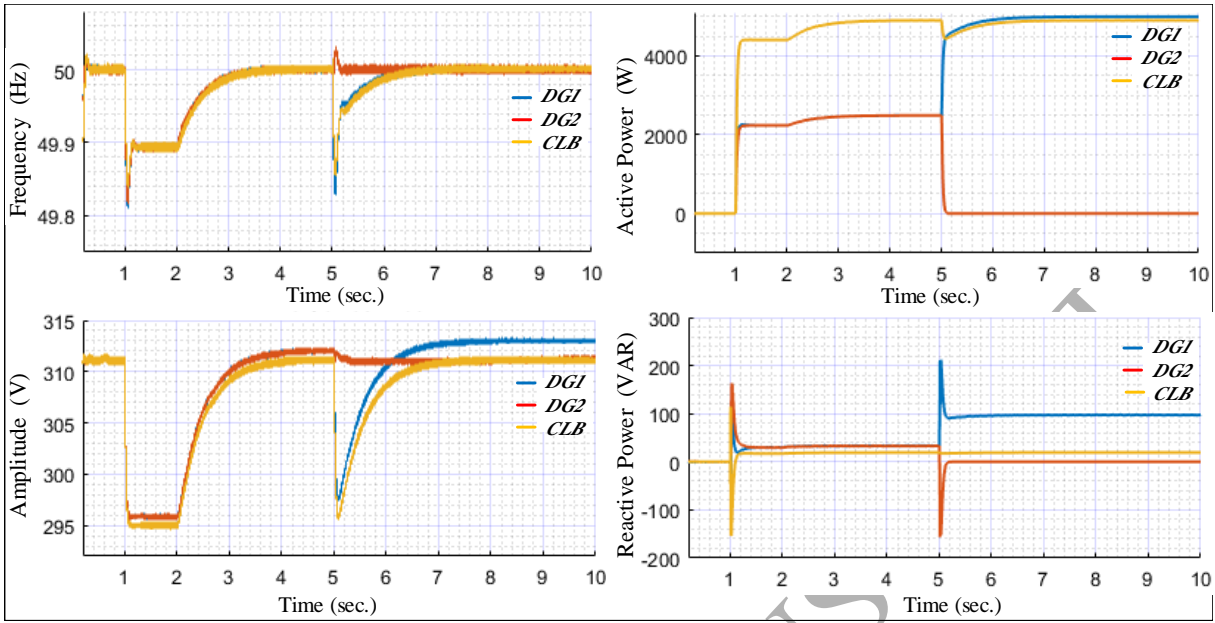 Frequency (Hz)
50
49.9
49.8
DG1
DG2
CLB
1 2 3 4 5 6 7 8 9 10
Time (sec.)
Active Power (W)
4000
2000
0
DG1
DG2
CLB
1 2 3 4 5 6 7 8 9 10
Time (sec.)
Amplitude (V)
315
310
305
300
295
DG1
DG2
CLB
1 2 3 4 5 6 7 8 9 10
Time (sec.)
Reactive Power (VAR)
300
200
100
0
-100
-200
DG1
DG2
CLB
1 2 3 4 5 6 7 8 9 10
Time (sec.)